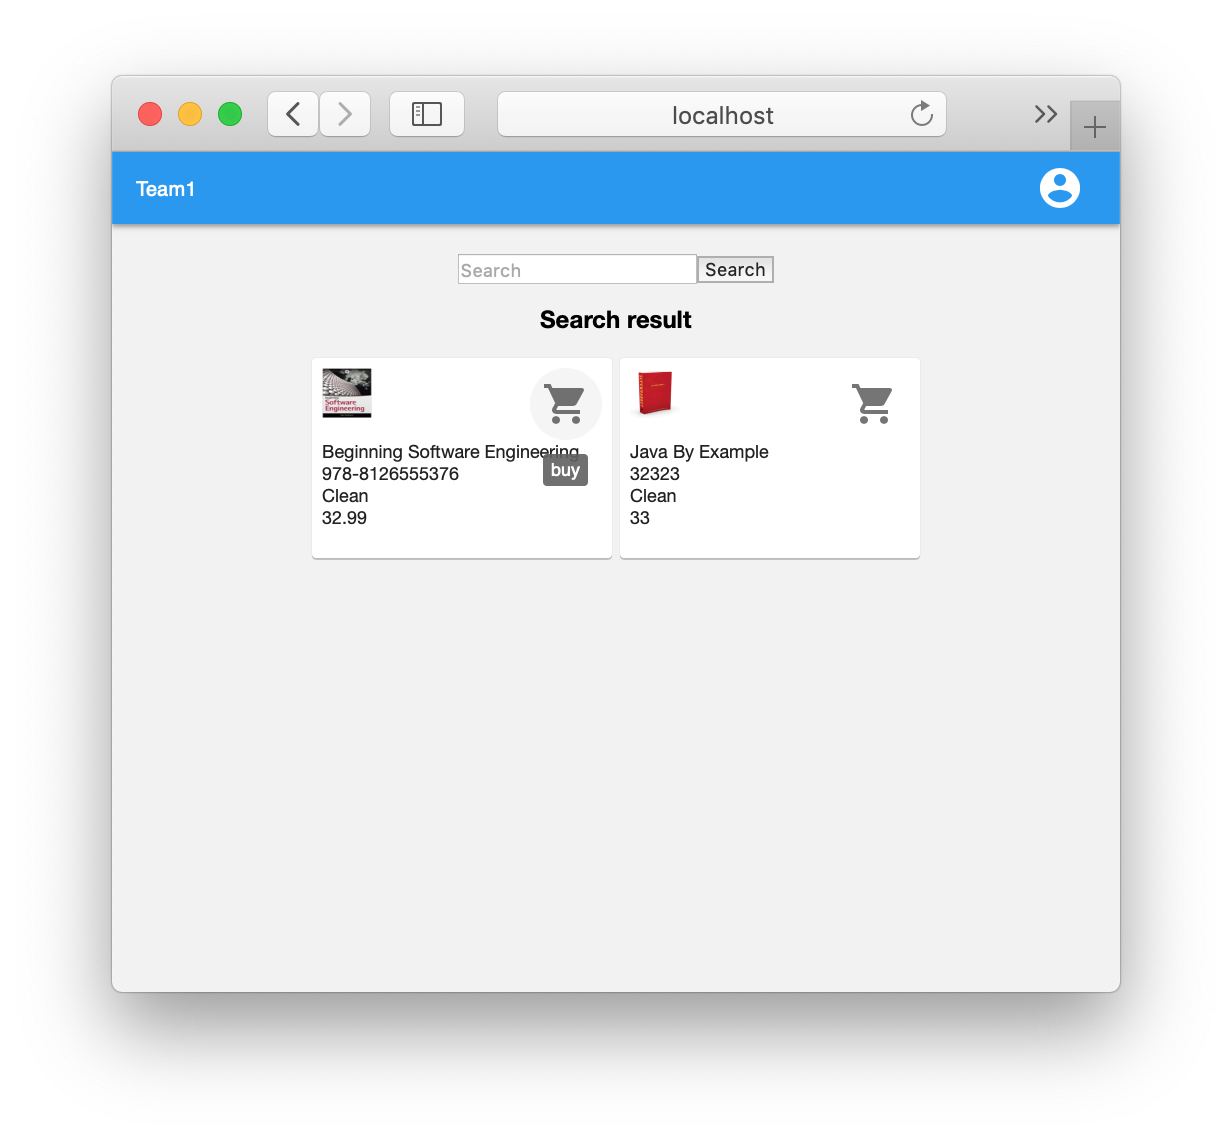 localhost
Team1
Search Search
Search result
Software
Engineering
Beginning Software Engineering
978-8126555376
buy
Clean
32.99
Java By Example
32323
Clean
33